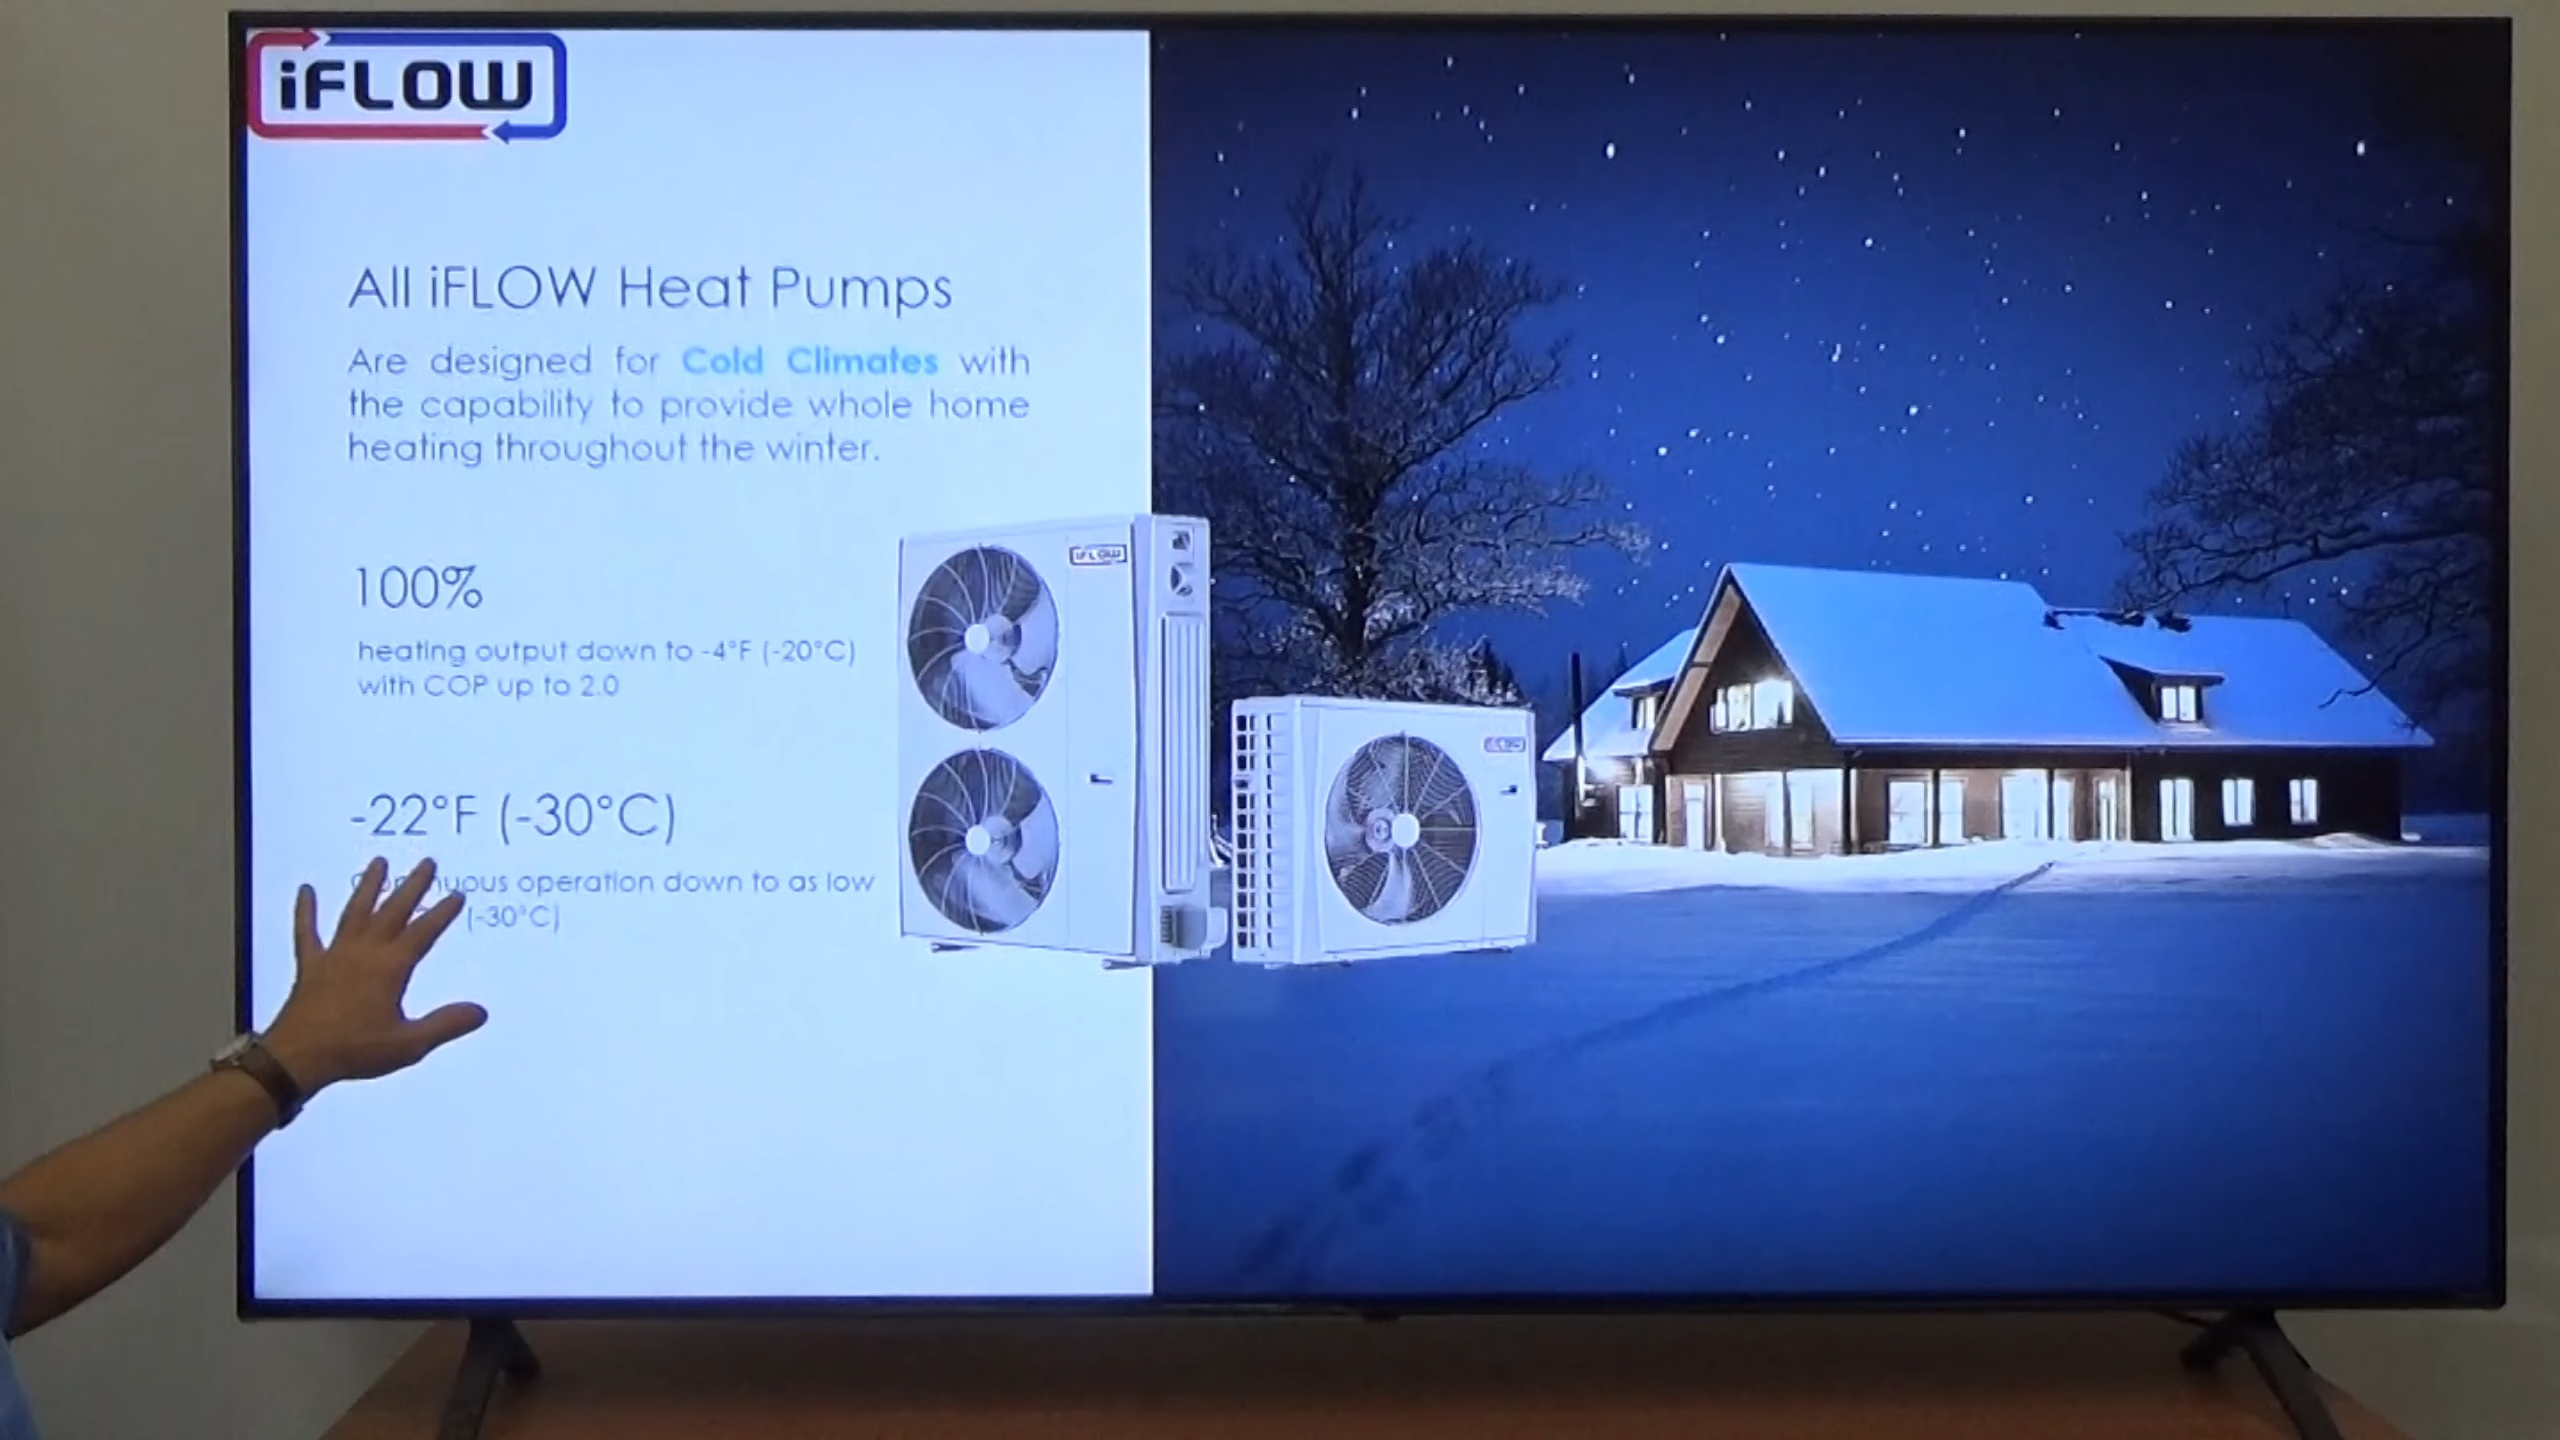 iFLOW
All iFLOW Heat Pumps
Are designed for Cold Climates with
the capability to provide whole home
heating throughout the winter.
100%
heating output down to -4°F (-20°C)
with COP up to 2.0
-22°F (-30°C)
operation down to as low
(-30°C)
iFLOW
iFLOW